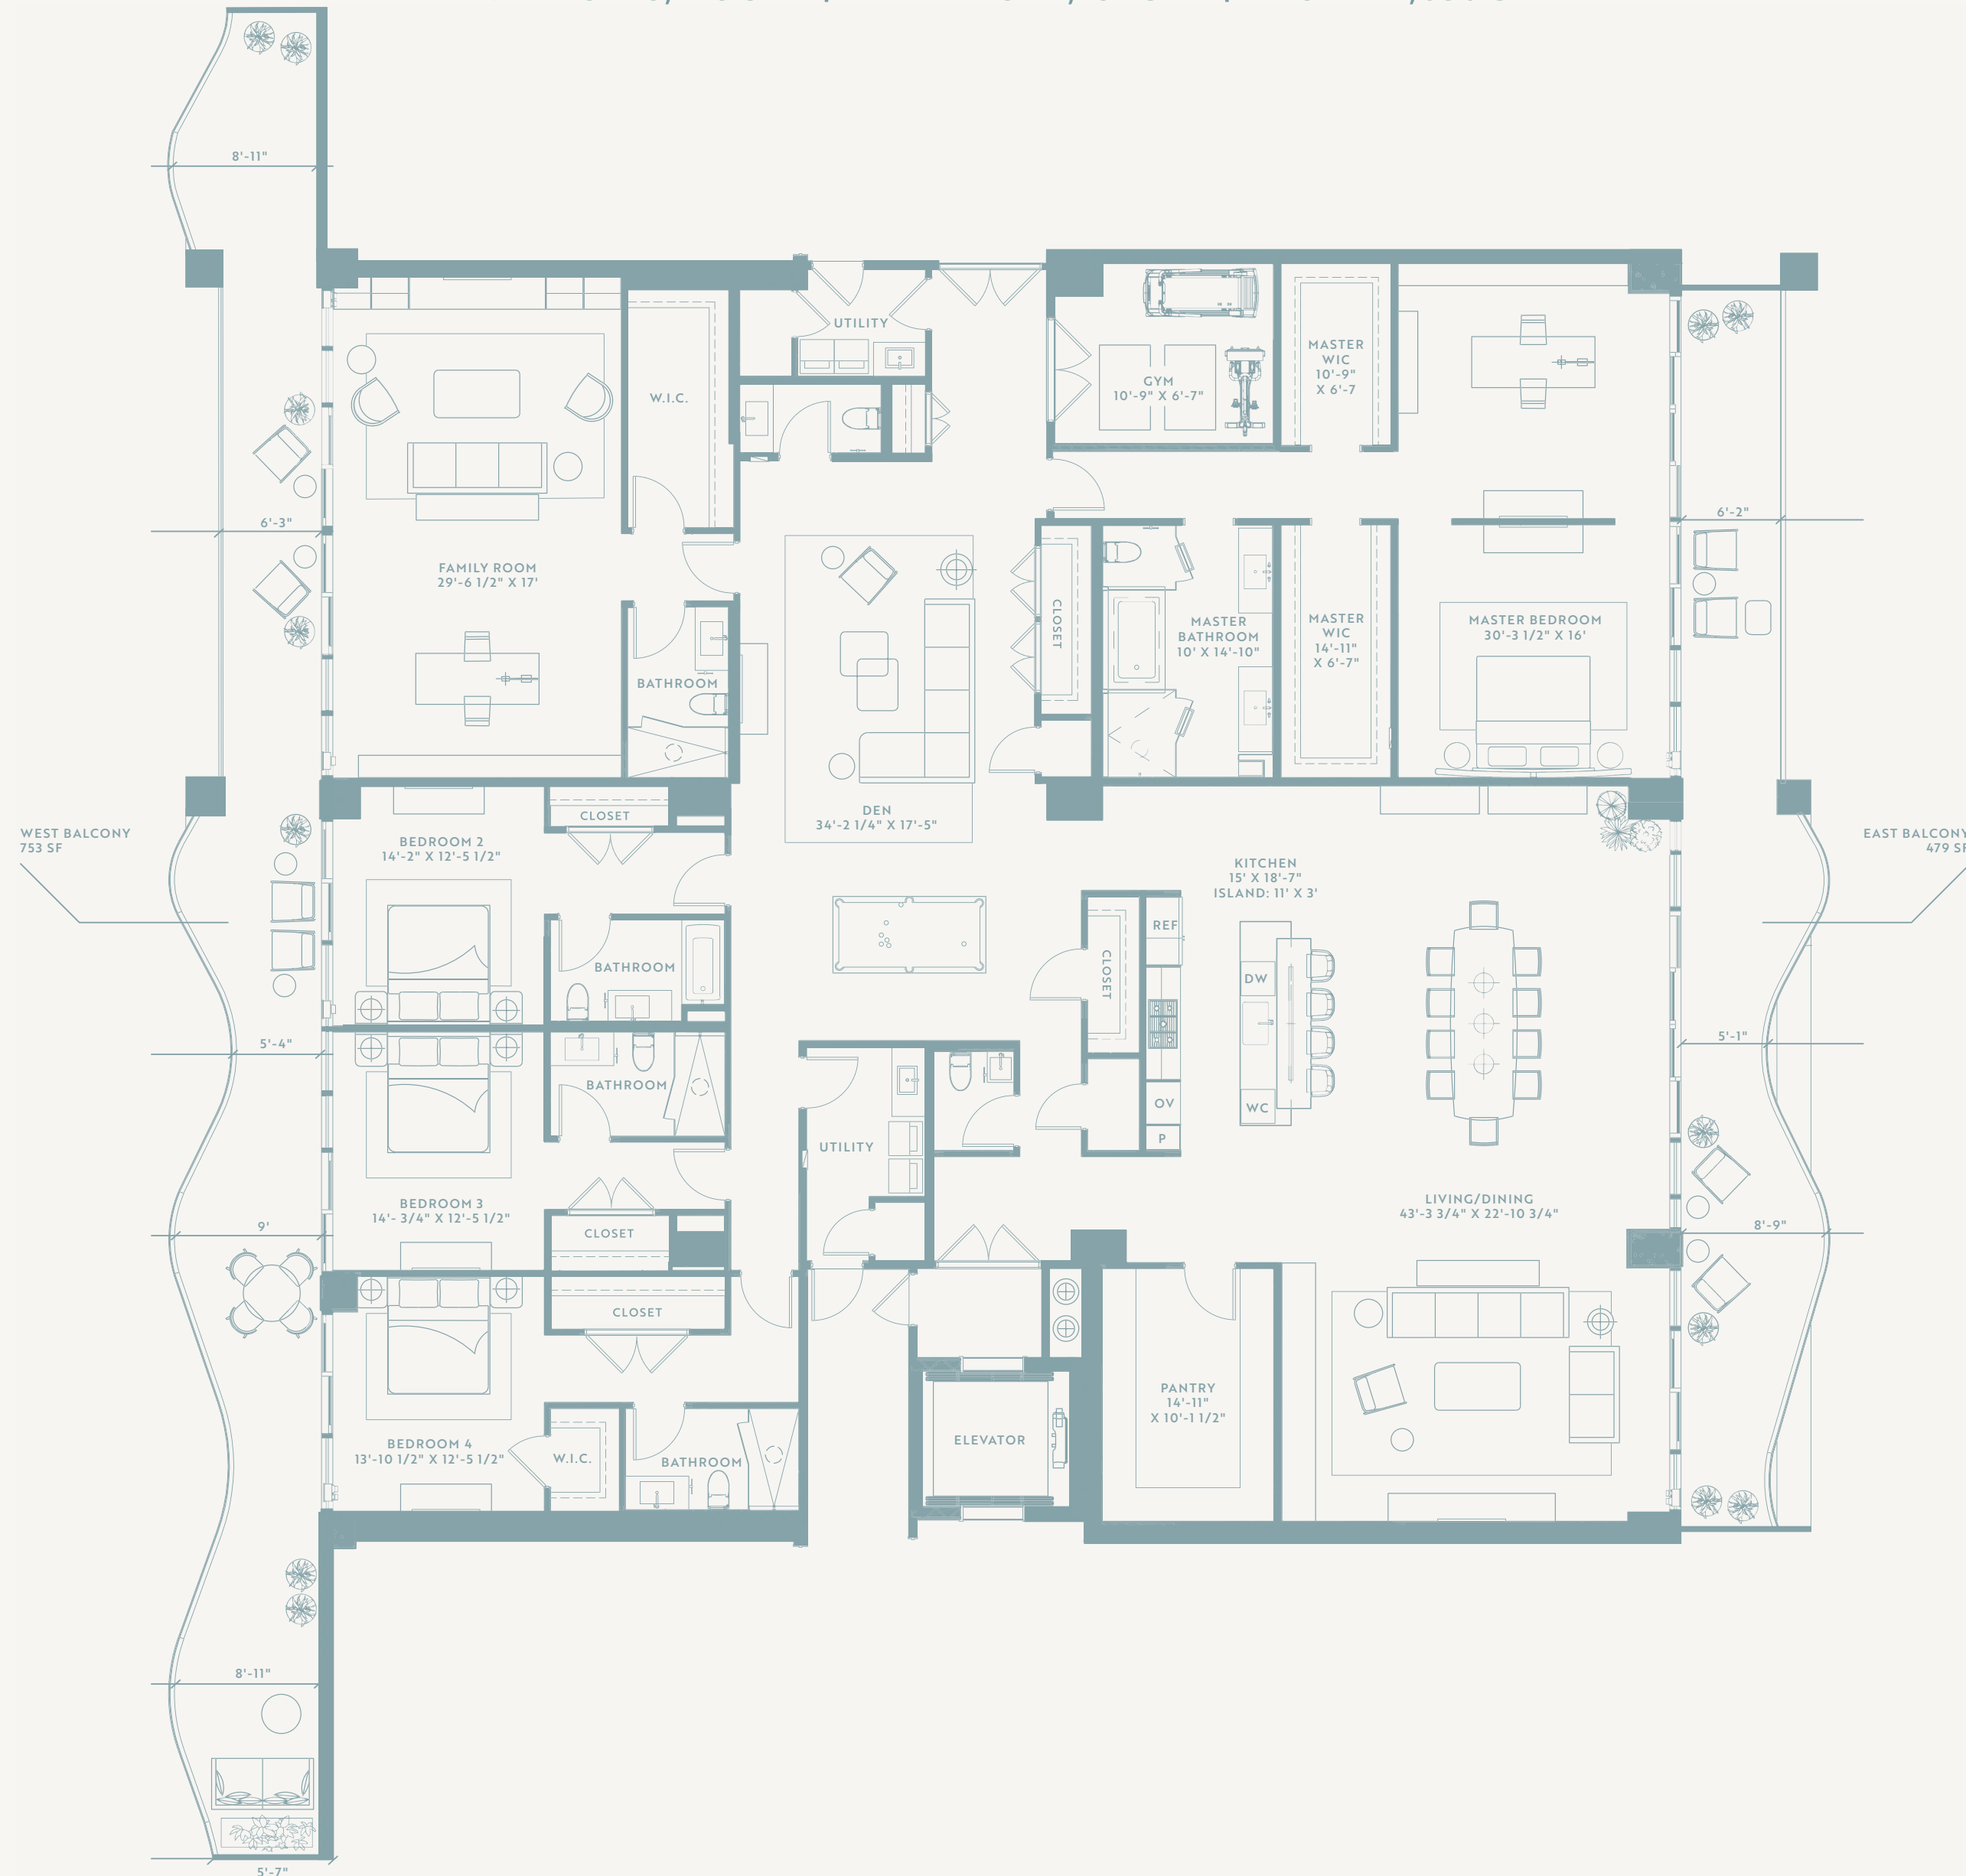 8'-11"
UTILITY
MASTER
WIC
10'-9"
X 6'-7
GYM
10'-9" X 6'-7"
W.I.C.
6'-3"
6'-2"
FAMILY ROOM
29'-6 1/2" X 17'
CLOSET
MASTER
BATHROOM
10' X 14'-10"
MASTER
WIC
14'-11"
X 6'-7"
MASTER BEDROOM
30'-3 1/2" X 16'
BATHROOM
DEN
34'-2 1/4" X 17'-5"
CLOSET
WEST BALCONY
753 SF
BEDROOM 2
14'-2" X 12'-5 1/2"
EAST BALCONY
479 SF
KITCHEN
15' X 18'-7"
ISLAND: 11' X 3'
REF
BATHROOM
CLOSET
DW
5'-4"
5'-1"
BATHROOM
OV
WC
P
UTILITY
BEDROOM 3
14'- 3/4" X 12'-5 1/2"
LIVING/DINING
43'-3 3/4" X 22'-10 3/4"
9'
CLOSET
8'-9"
CLOSET
PANTRY
14'-11"
X 10'-1 1/2"
ELEVATOR
BEDROOM 4
13'-10 1/2" X 12'-5 1/2"
W.I.C.
BATHROOM
8'-11"
5'-7"